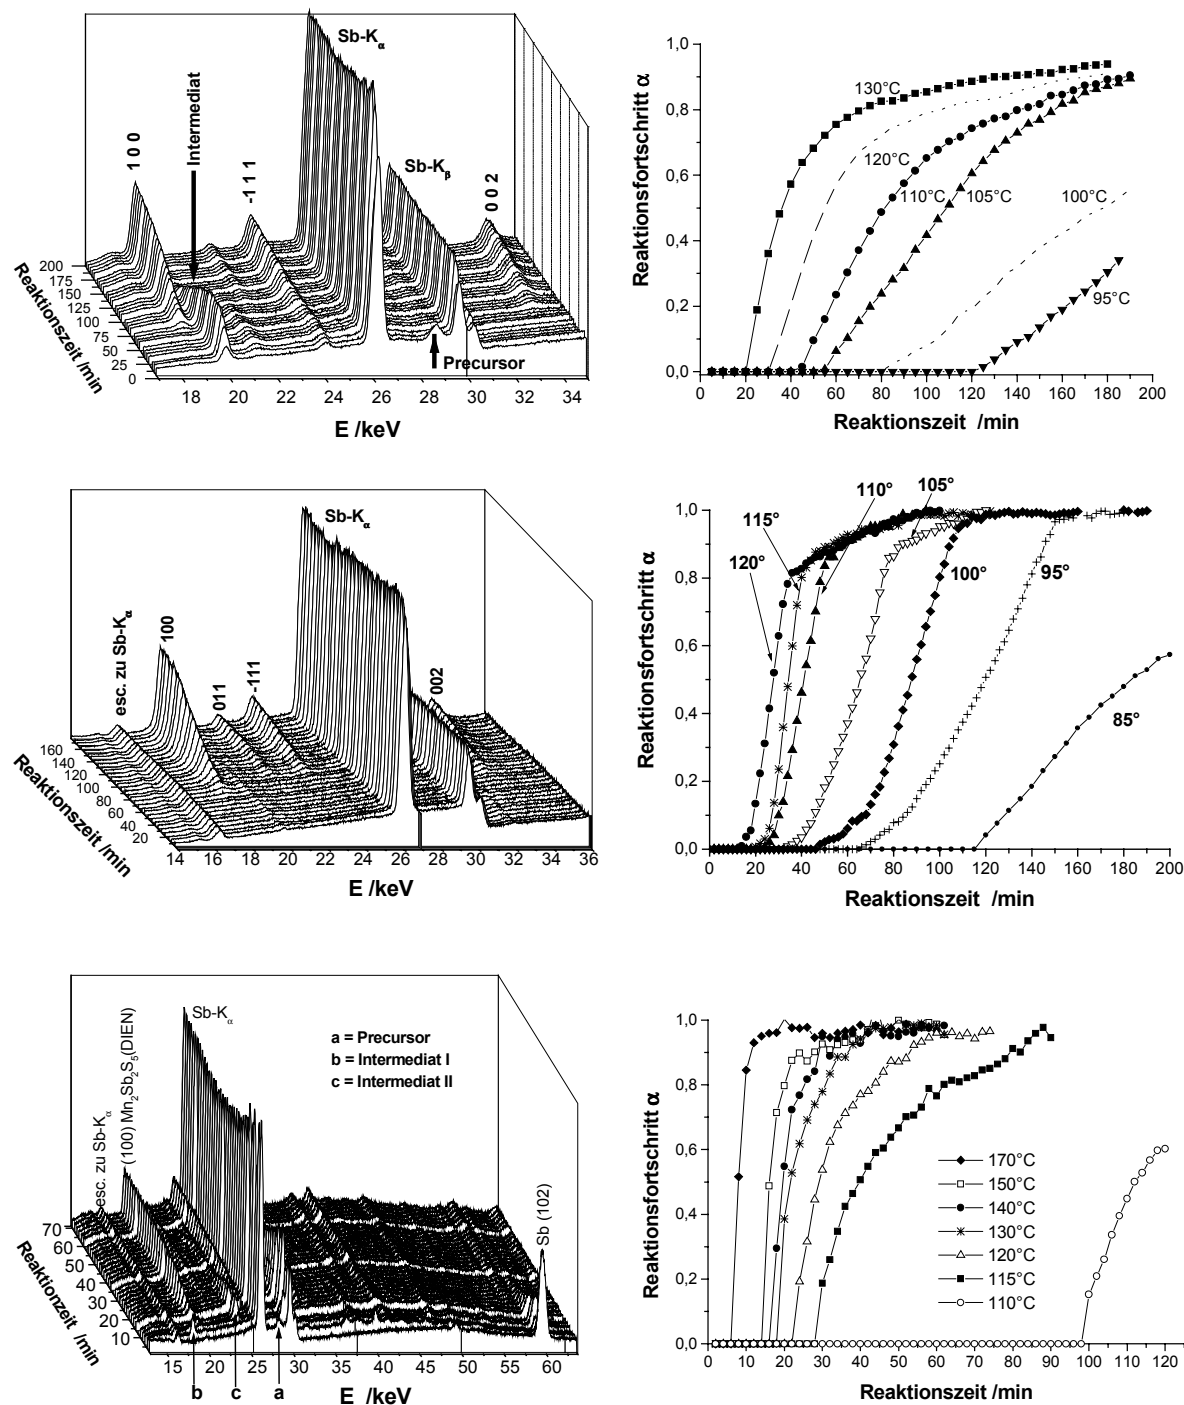 Sb-Kα
Intermediat
1 0 0
-1 1 1
Sb-Kβ
0 0 2
200
175
150
125
100
75
50
25
0
Reaktionszeit /min
Precursor
18 20 22 24 26 28 30 32 34
E /keV
1,0
0,8
0,6
0,4
0,2
0,0
Reaktionsfortschritt α
130°C
120°C
110°C
105°C
100°C
95°C
0 20 40 60 80 100 120 140 160 180 200
Reaktionszeit /min
Sb-Kα
esc. zu Sb-Kα
100
011
-111
002
160
140
120
100
80
60
40
20
Reaktionszeit /min
14 16 18 20 22 24 26 28 30 32 34 36
E /keV
1,0
0,8
0,6
0,4
0,2
0,0
Reaktionsfortschritt α
120°
115°
110°
105°
100°
95°
85°
0 20 40 60 80 100 120 140 160 180 200
Reaktionszeit /min
esc. zu Sb-Kα
(100) Mn2Sb2S5(DIEN)
Sb-Kα
a = Precursor
b = Intermediat I
c = Intermediat II
Sb (102)
70
60
50
40
30
20
10
Reaktionszeit /min
15 20 25 30 35 40 45 50 55 60
b c a
E /keV
1,0
0,8
0,6
0,4
0,2
0,0
Reaktionsfortschritt α
170°C
150°C
140°C
130°C
120°C
115°C
110°C
0 10 20 30 40 50 60 70 80 90 100 110 120
Reaktionszeit /min